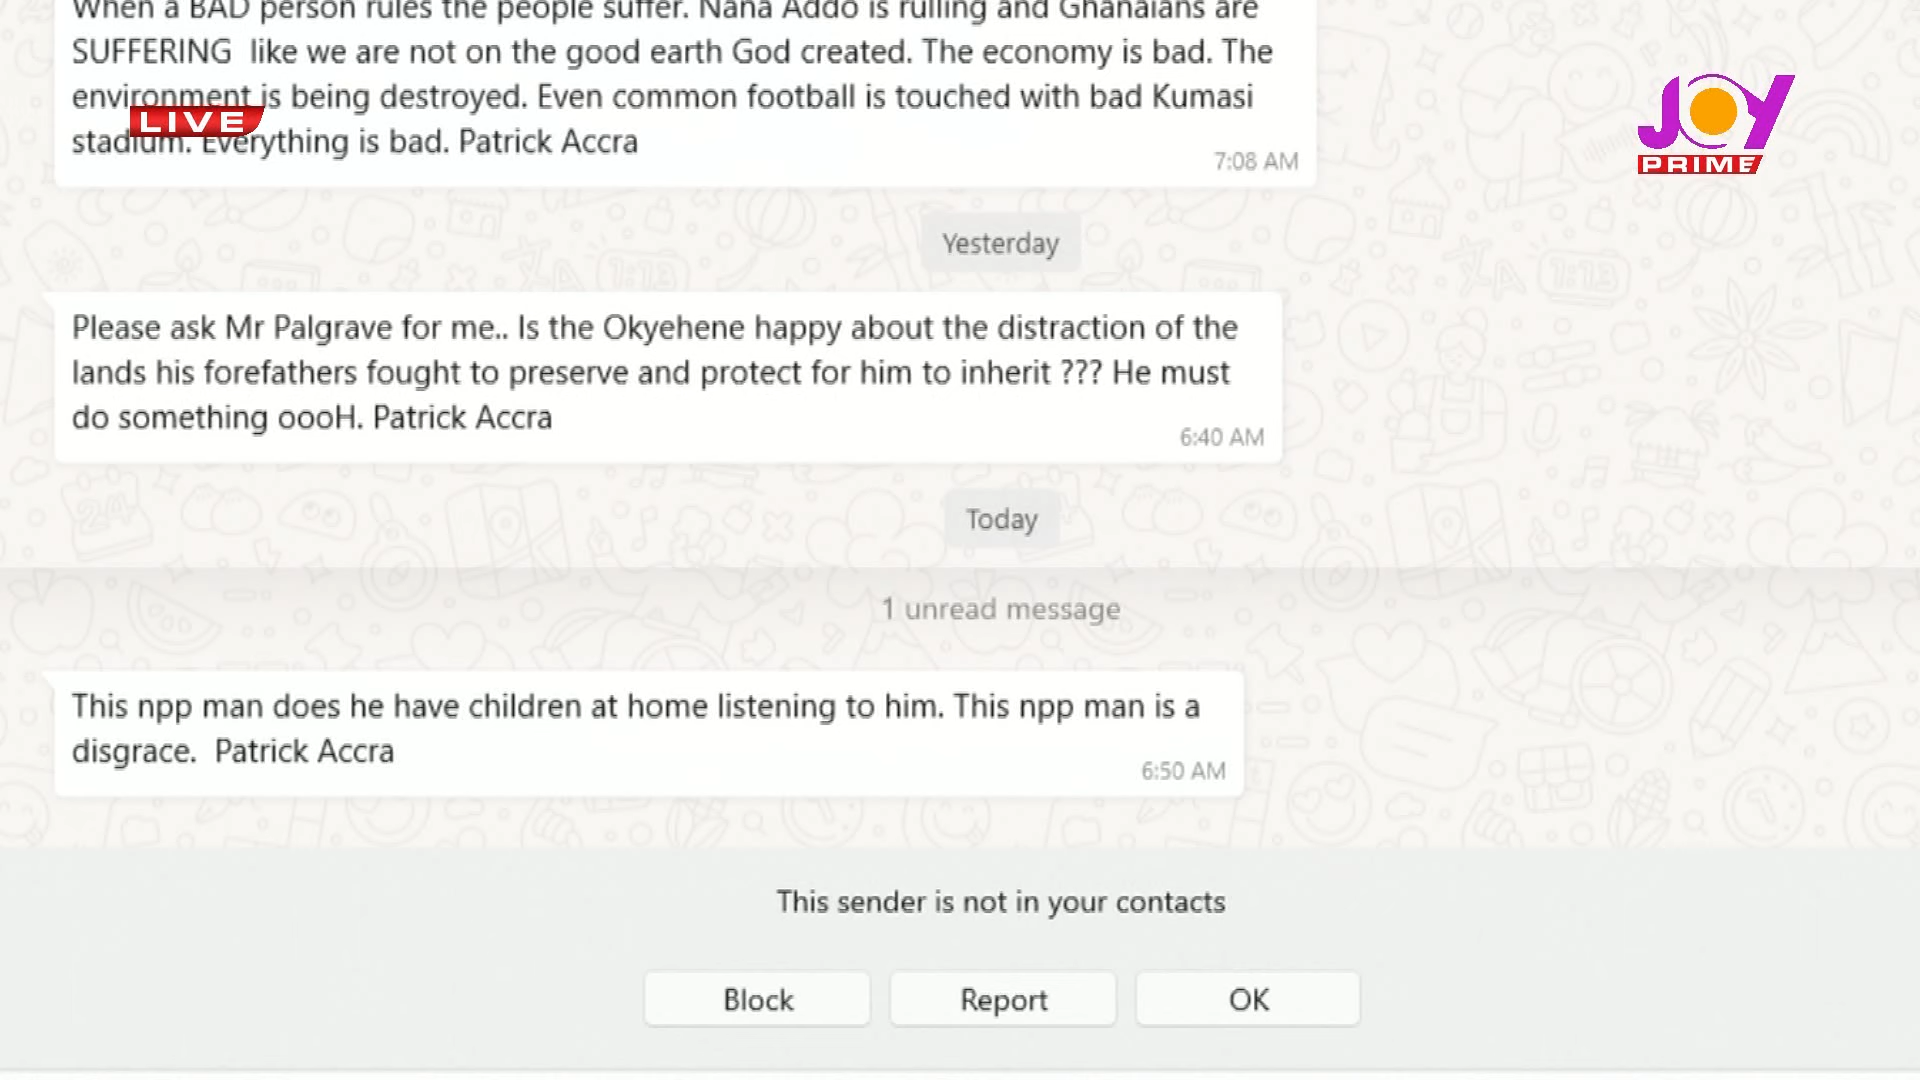 When a BAD person rules the people suffer. Nana Addo is rulling and Ghanaians are
SUFFERING  like we are not on the good earth God created. The economy is bad. The
environment is being destroyed. Even common football is touched with bad Kumasi
stadium. Everything is bad. Patrick Accra
7:08 AM
LIVE
JOY
PRIME
Yesterday
Please ask Mr Palgrave for me.. Is the Okyehene happy about the distraction of the
lands his forefathers fought to preserve and protect for him to inherit ??? He must
do something oooH. Patrick Accra
6:40 AM
Today
1 unread message
This npp man does he have children at home listening to him. This npp man is a
disgrace.  Patrick Accra
6:50 AM
This sender is not in your contacts
Block
Report
OK